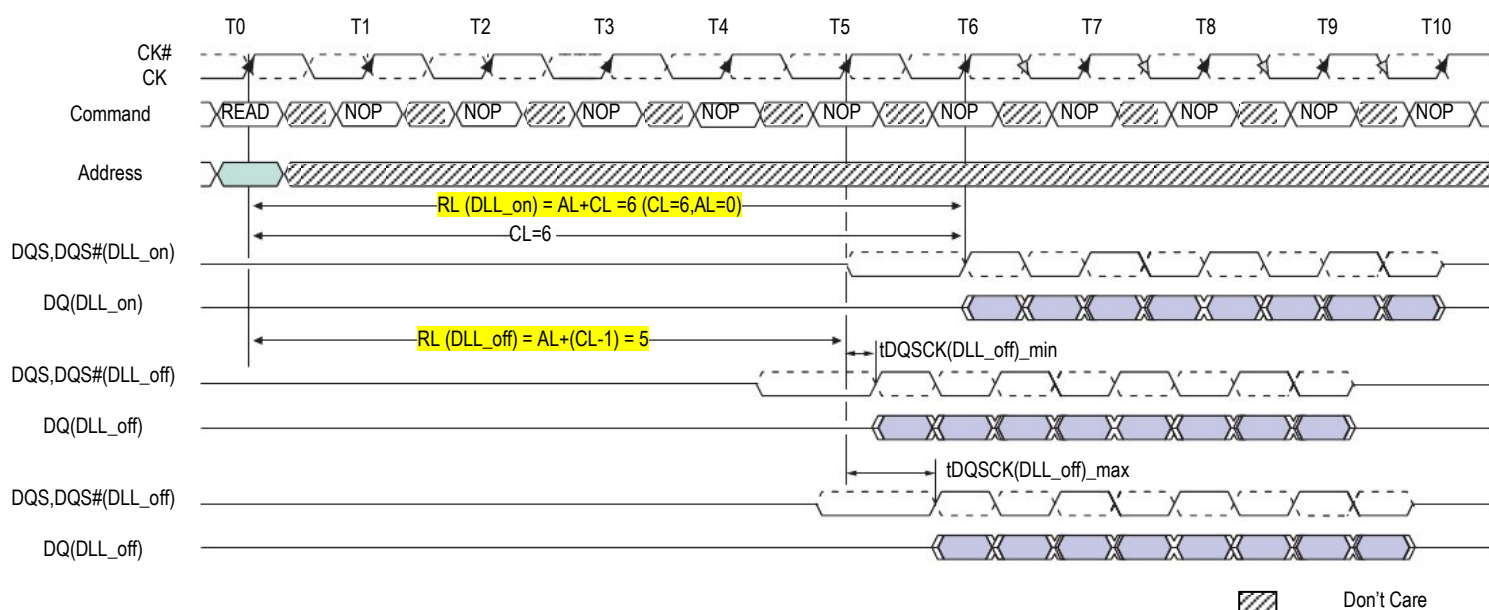 T0 T1 T2 T3 T4 T5 T6 T7 T8 T9 T10
CK#
CK
Command READ NOP NOP NOP NOP NOP NOP NOP NOP NOP NOP
Address
RL (DLL_on) = AL+CL =6 (CL=6,AL=0)
CL=6
DQS,DQS#(DLL_on)
DQ(DLL_on)
RL (DLL_off) = AL+(CL-1) = 5
tDQSCK(DLL_off)_min
DQS,DQS#(DLL_off)
DQ(DLL_off)
tDQSCK(DLL_off)_max
DQS,DQS#(DLL_off)
DQ(DLL_off)
Don't Care